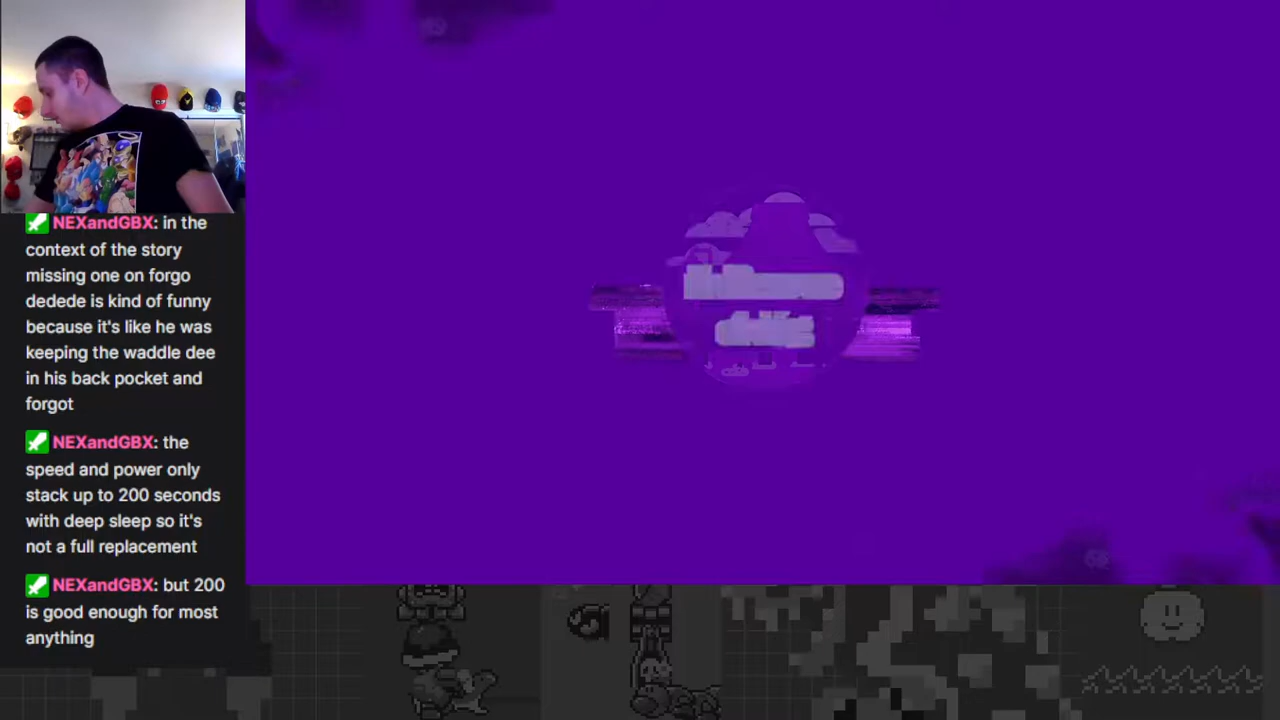 NEXandGBX: in the
context of the story
missing one on forgo
dedede is kind of funny
because it's like he was
keeping the waddle dee
in his back pocket and
forgot
NEXandGBX: the
speed and power only
stack up to 200 seconds
with deep sleep so it's
not a full replacement
NEXandGBX: but 200
is good enough for most
anything